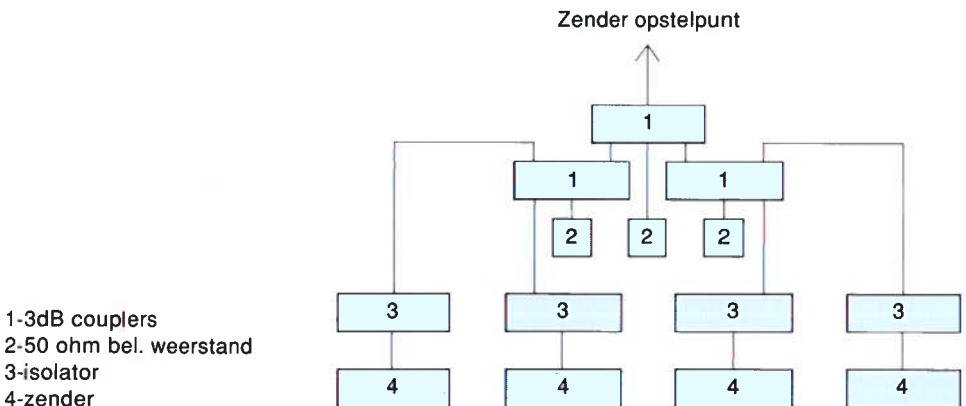 Zender opstelpunt
1
1 1
2 2 2
3 3 3 3
4 4 4 4
1-3dB couplers
2-50 ohm bel. weerstand
3-isolator
4-zender